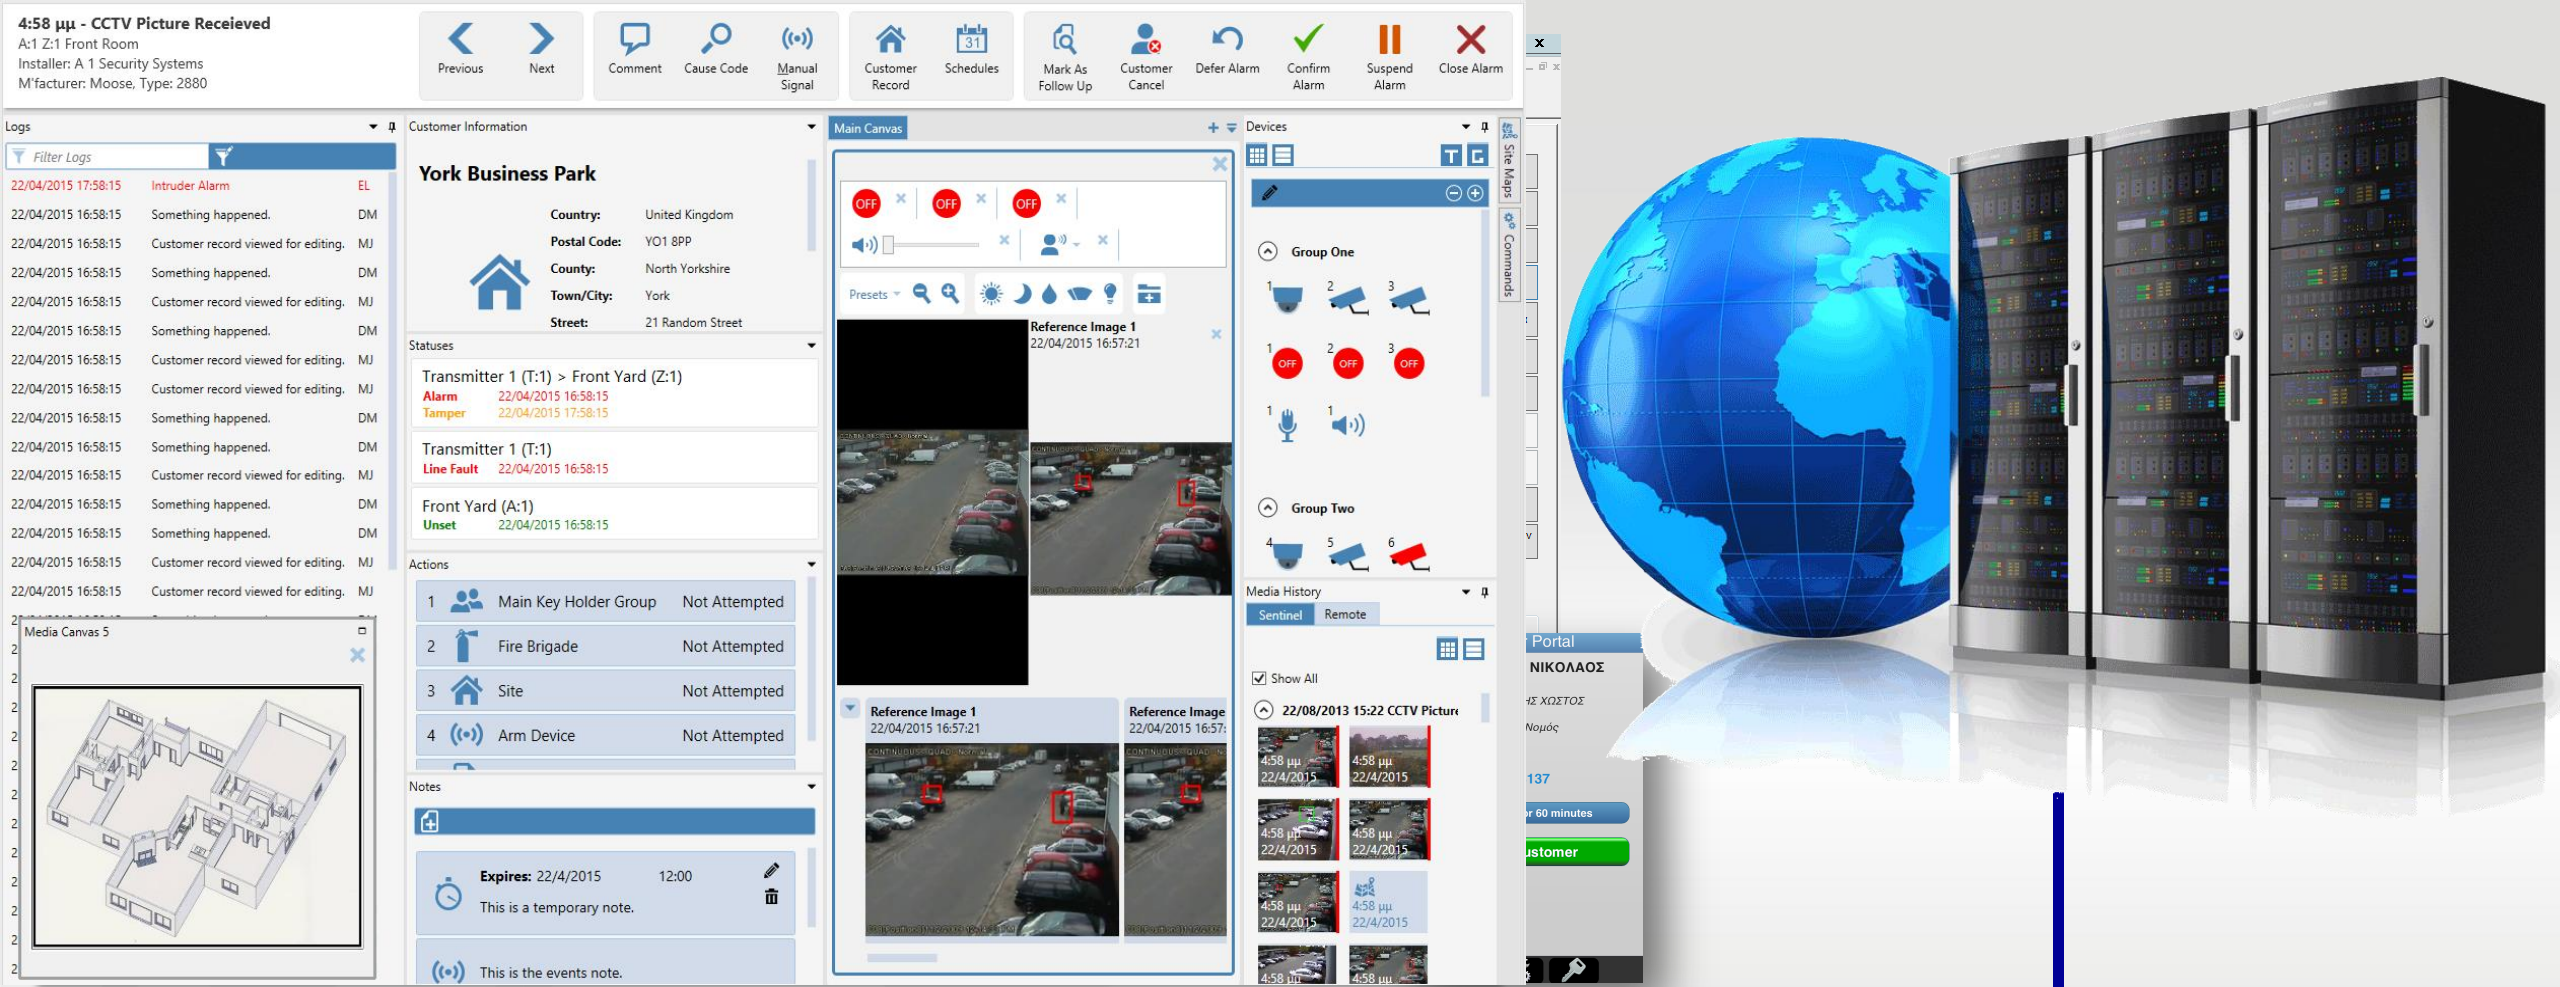 4:58 μμ - CCTV Picture Receieved
A:1 Z:1 Front Room
Installer: A 1 Security Systems
M'facturer: Moose, Type: 2880
Previous
Next
Comment
Cause Code
Manual Signal
Customer Record
Schedules
31
Mark As Follow Up
Customer Cancel
Defer Alarm
Confirm Alarm
Suspend Alarm
Close Alarm
Logs
Filter Logs
22/04/2015 17:58:15 Intruder Alarm EL
22/04/2015 16:58:15 Something happened. DM
22/04/2015 16:58:15 Customer record viewed for editing. MJ
22/04/2015 16:58:15 Something happened. DM
22/04/2015 16:58:15 Customer record viewed for editing. MJ
22/04/2015 16:58:15 Something happened. DM
22/04/2015 16:58:15 Customer record viewed for editing. MJ
22/04/2015 16:58:15 Customer record viewed for editing. MJ
22/04/2015 16:58:15 Something happened. DM
22/04/2015 16:58:15 Something happened. DM
22/04/2015 16:58:15 Customer record viewed for editing. MJ
22/04/2015 16:58:15 Something happened. DM
22/04/2015 16:58:15 Something happened. DM
22/04/2015 16:58:15 Customer record viewed for editing. MJ
22/04/2015 16:58:15 Customer record viewed for editing. MJ
Media Canvas 5
Customer Information
York Business Park
Country: United Kingdom
Postal Code: YO1 8PP
County: North Yorkshire
Town/City: York
Street: 21 Random Street
Statuses
Transmitter 1 (T:1) > Front Yard (Z:1)
Alarm 22/04/2015 16:58:15
Tamper 22/04/2015 17:58:15
Transmitter 1 (T:1)
Line Fault 22/04/2015 16:58:15
Front Yard (A:1)
Unset 22/04/2015 16:58:15
Actions
1 Main Key Holder Group Not Attempted
2 Fire Brigade Not Attempted
3 Site Not Attempted
4 Arm Device Not Attempted
Notes
Expires: 22/4/2015 12:00
This is a temporary note.
This is the events note.
Main Canvas
OFF OFF OFF
Presets
Reference Image 1
22/04/2015 16:57:21
Reference Image 1
22/04/2015 16:57:21
Reference Image
22/04/2015 16:57:
Devices
T G
Group One
1 2 3
1 OFF 2 OFF 3 OFF
1 1
Group Two
4 5 6
Media History
Sentinel Remote
Show All
22/08/2013 15:22 CCTV Picture
4:58 μμ
22/4/2015
4:58 μμ
22/4/2015
4:58 μμ
22/4/2015
4:58 μμ
22/4/2015
4:58 μμ
22/4/2015
4:58 μμ
22/4/2015
4:58 μμ
4:58 μμ
Site Maps
Commands
Portal
ΝΙΚΟΛΑΟΣ
ΗΣ ΧΩΣΤΟΣ
Νομός
137
or 60 minutes
ustomer